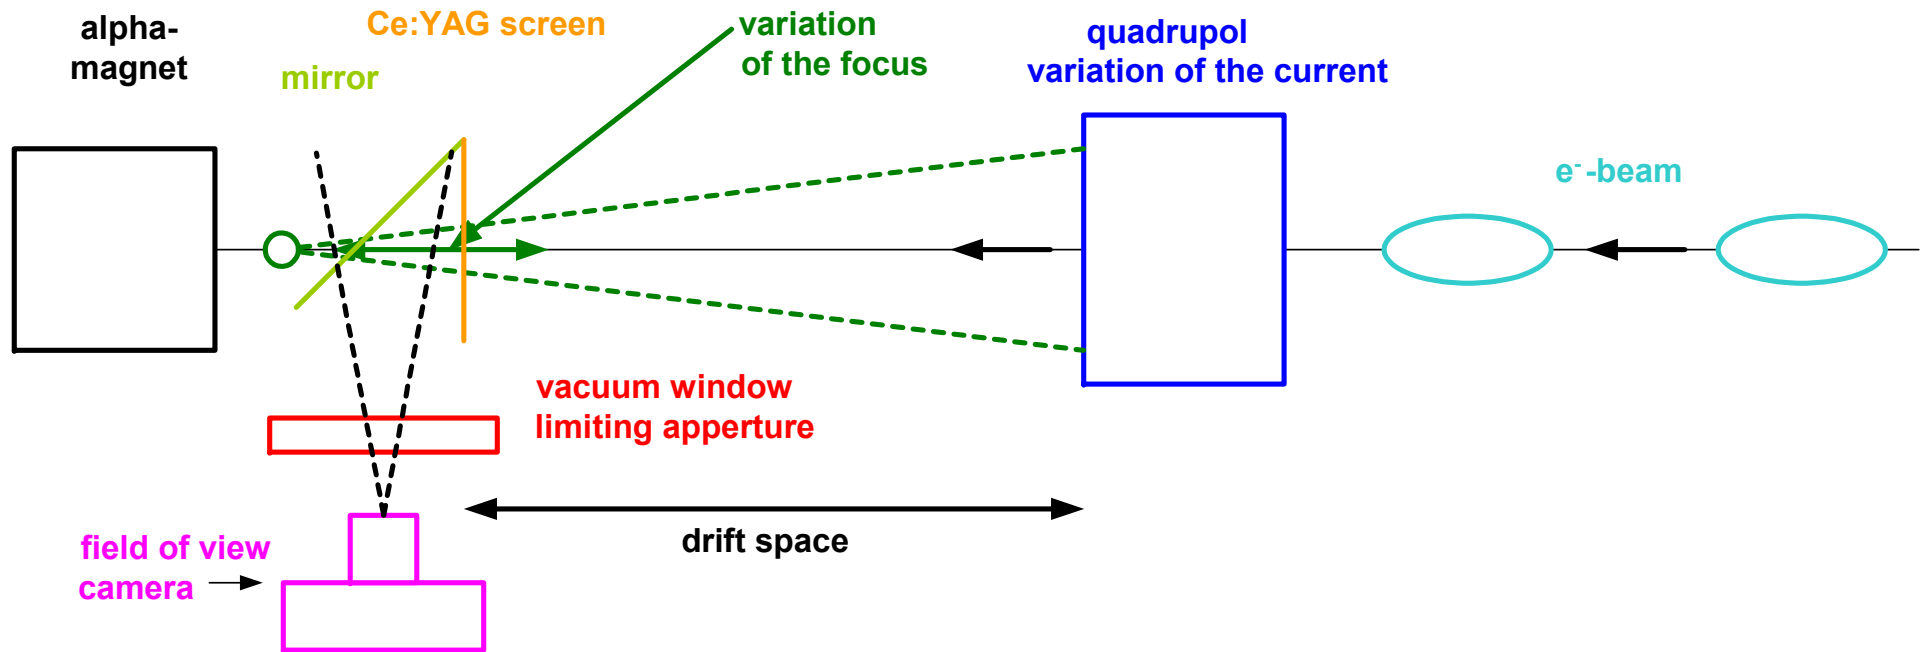 alpha-
magnet
mirror
Ce:YAG screen
variation
of the focus
quadrupol
variation of the current
e⁻-beam
vacuum window
limiting apperture
drift space
field of view
camera